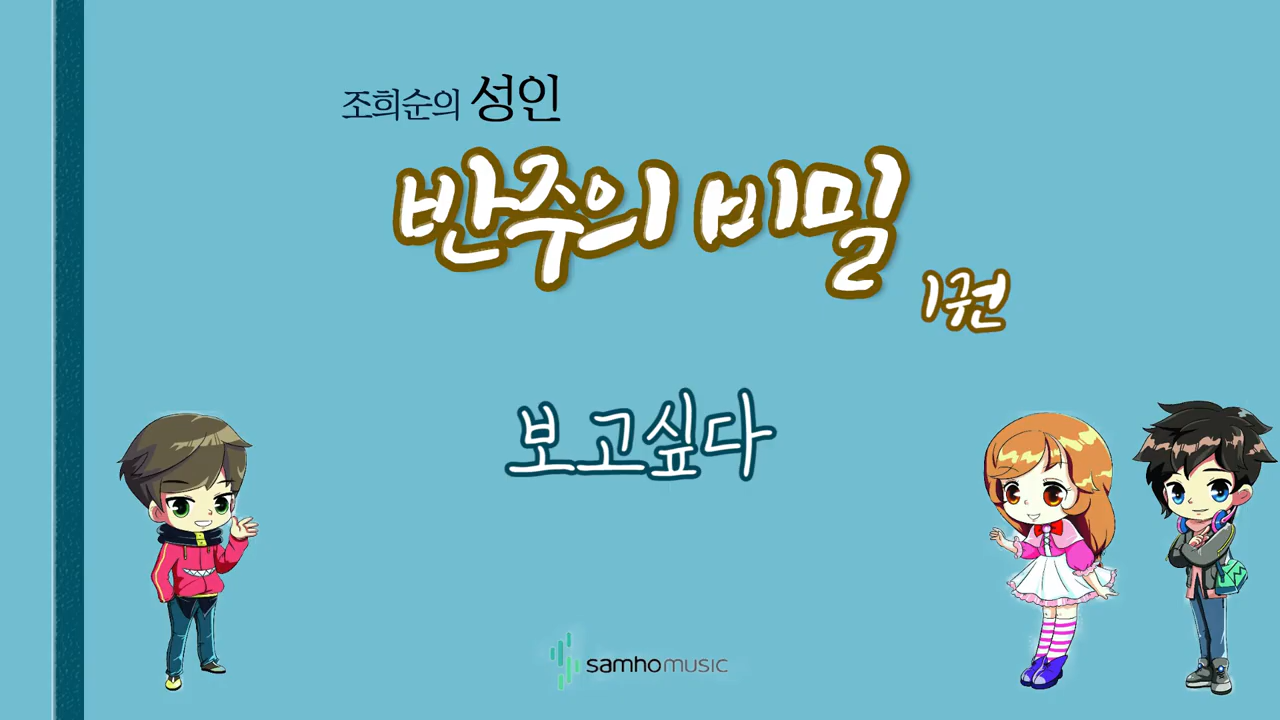 조희순의 성인
반주의 비밀
1권
보고싶다
samhomusic